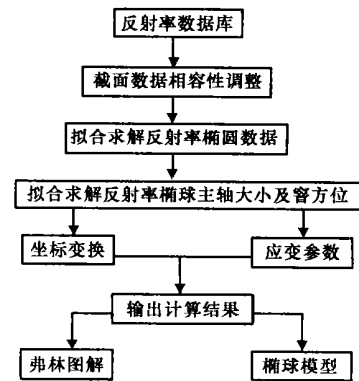 反射率数据库
截面数据相容性调整
拟合求解反射率椭圆数据
拟合求解反射率椭球主轴大小及窨方位
坐标变换
应变参数
输出计算结果
弗林图解
椭球模型